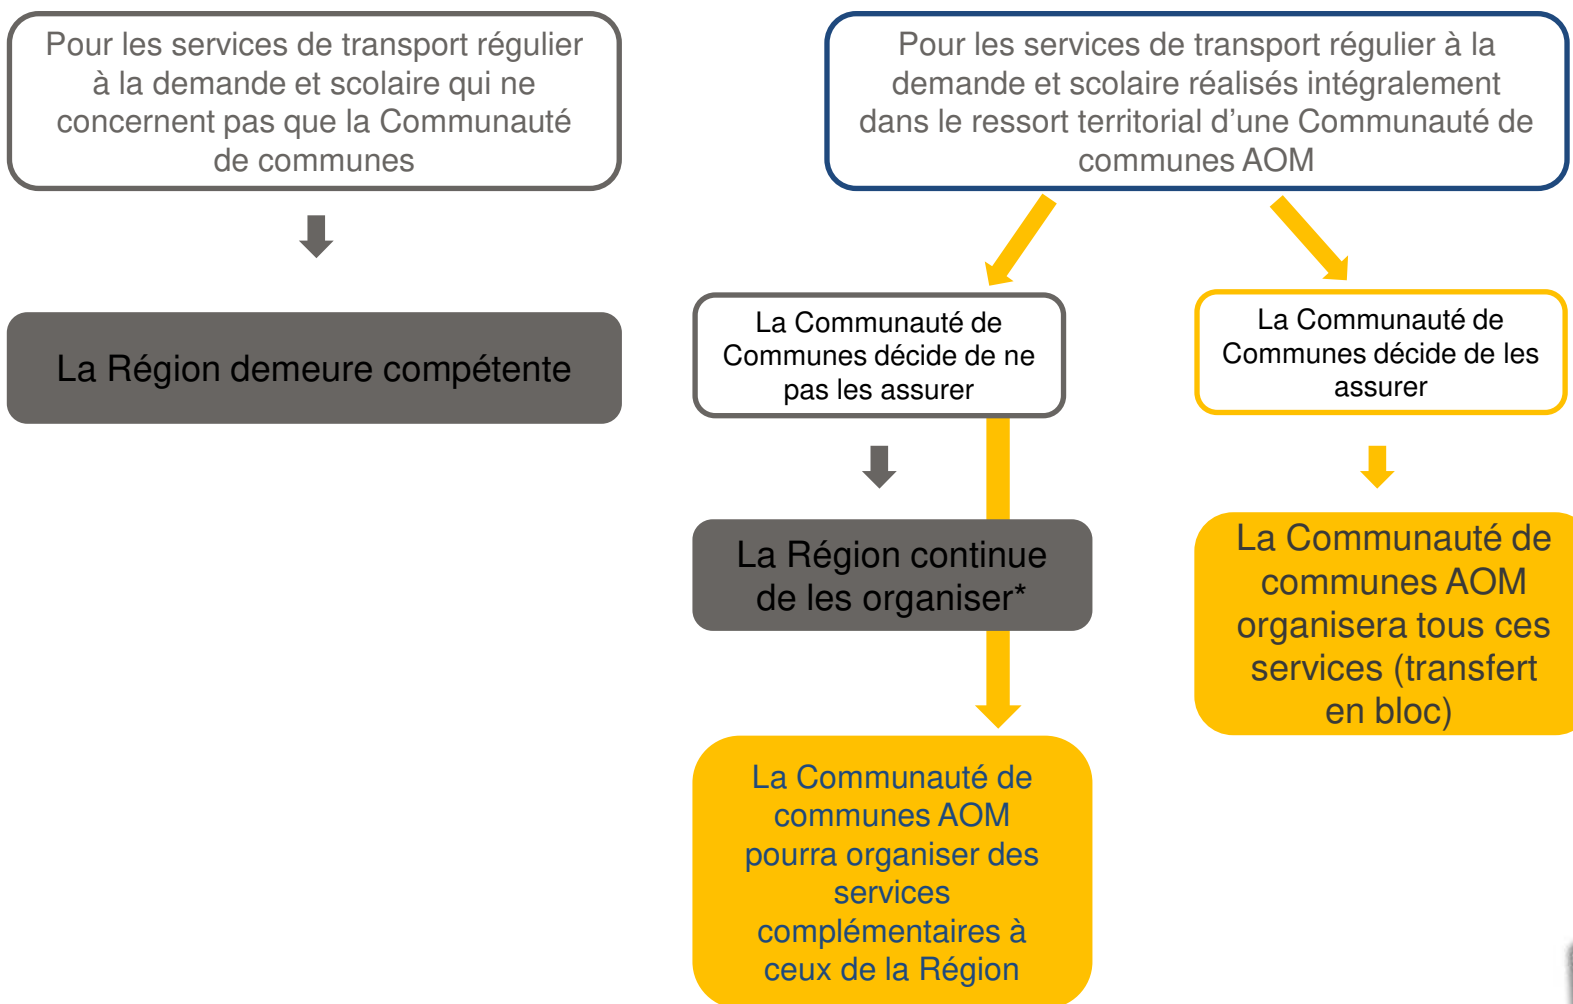 Pour les services de transport régulier
à la demande et scolaire qui ne
concernent pas que la Communauté
de communes
La Région demeure compétente
Pour les services de transport régulier à la
demande et scolaire réalisés intégralement
dans le ressort territorial d’une Communauté de
communes AOM
La Communauté de
Communes décide de ne
pas les assurer
La Région continue
de les organiser*
La Communauté de
communes AOM
pourra organiser des
services
complémentaires à
ceux de la Région
La Communauté de
Communes décide de les
assurer
La Communauté de
communes AOM
organisera tous ces
services (transfert
en bloc)